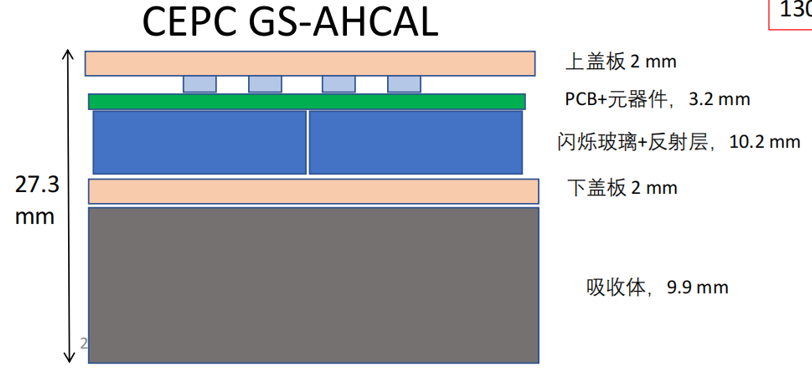 CEPC GS-AHCAL
130
上盖板 2 mm
PCB+元器件，3.2 mm
闪烁玻璃+反射层，10.2 mm
27.3
mm
下盖板 2 mm
吸收体，9.9 mm
2